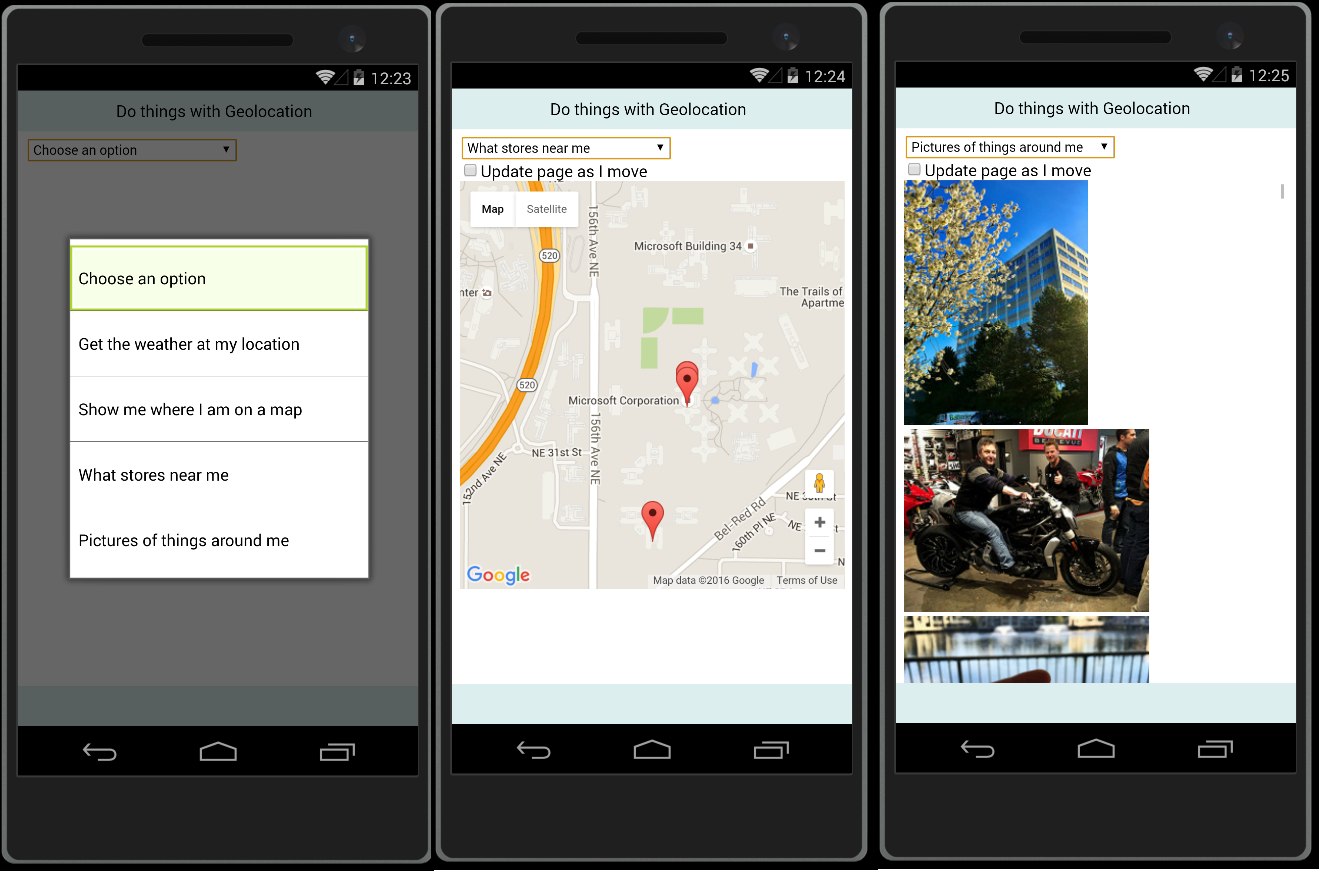 12:23
Do things with Geolocation
Choose an option
Choose an option
Get the weather at my location
Show me where I am on a map
What stores near me
Pictures of things around me
12:24
Do things with Geolocation
What stores near me
Update page as I move
Map Satellite
156th Ave NE
520
Microsoft Building 34
nter
The Trails of
Apartme
520
Microsoft Corporation
156th Ave NE
NE 31st St
152nd Ave NE
Bel-Red Rd
NE
160th Pl NE
NE
N
+
−
Google
Map data ©2016 Google Terms of Use
12:25
Do things with Geolocation
Pictures of things around me
Update page as I move
DUCATI
BELLEVUE